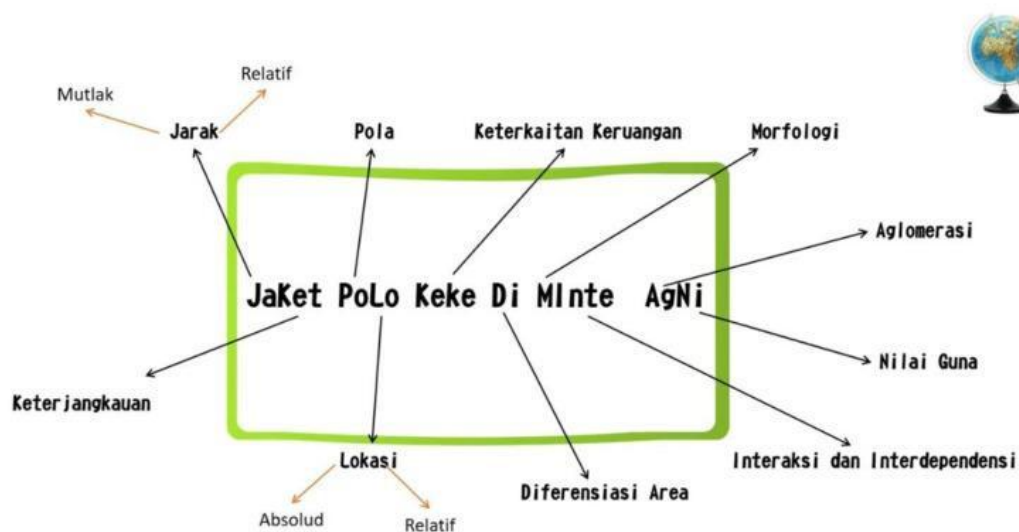 Relatif
Mutlak
Jarak
Pola
Keterkaitan Keruangan
Morfologi
Aglomerasi
JaKet PoLo Keke Di MInte AgNi
Nilai Guna
Keterjangkauan
Lokasi
Interaksi dan Interdependensi
Diferensiasi Area
Absolud
Relatif